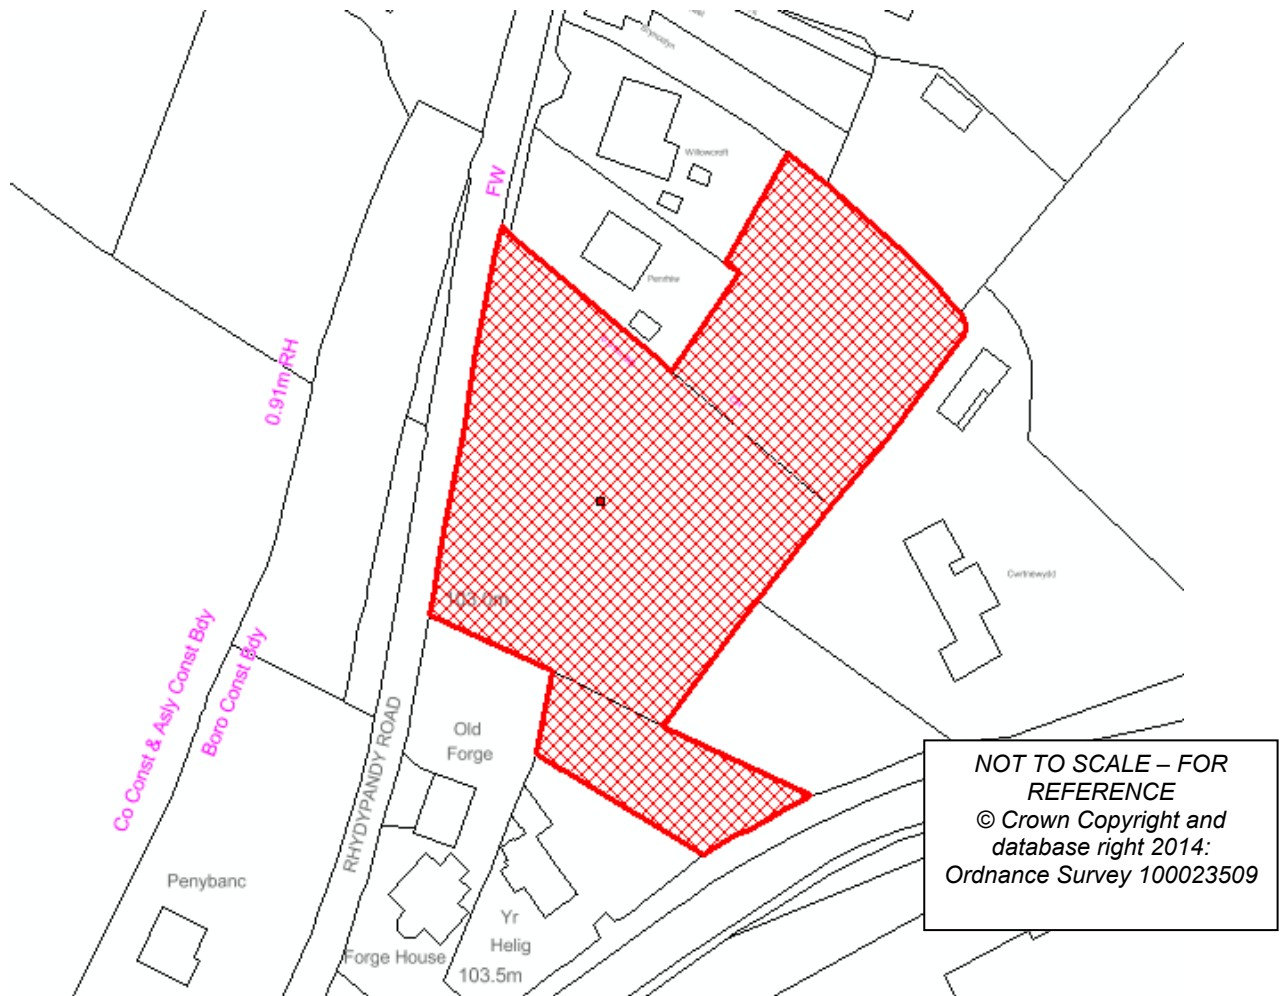 Willowcroft
FW
Penrhiw
0.91m RH
103.0m
Cwrtnewydd
Co Const & Asly Const Bdy
Boro Const Bdy
RHYDYPANDY ROAD
Old
Forge
Penybanc
Yr
Helig
Forge House
103.5m
NOT TO SCALE – FOR
REFERENCE
© Crown Copyright and
database right 2014:
Ordnance Survey 100023509